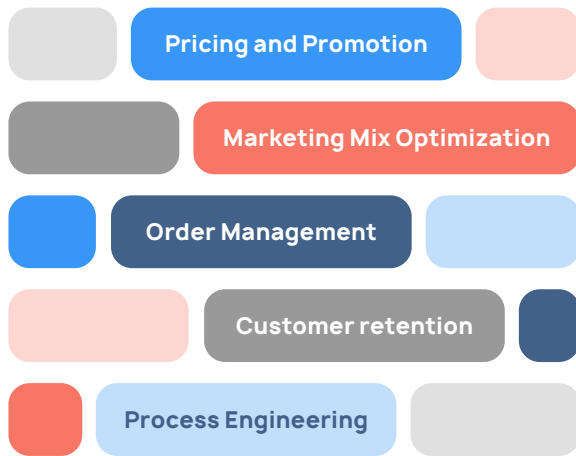 Pricing and Promotion
Marketing Mix Optimization
Order Management
Customer retention
Process Engineering